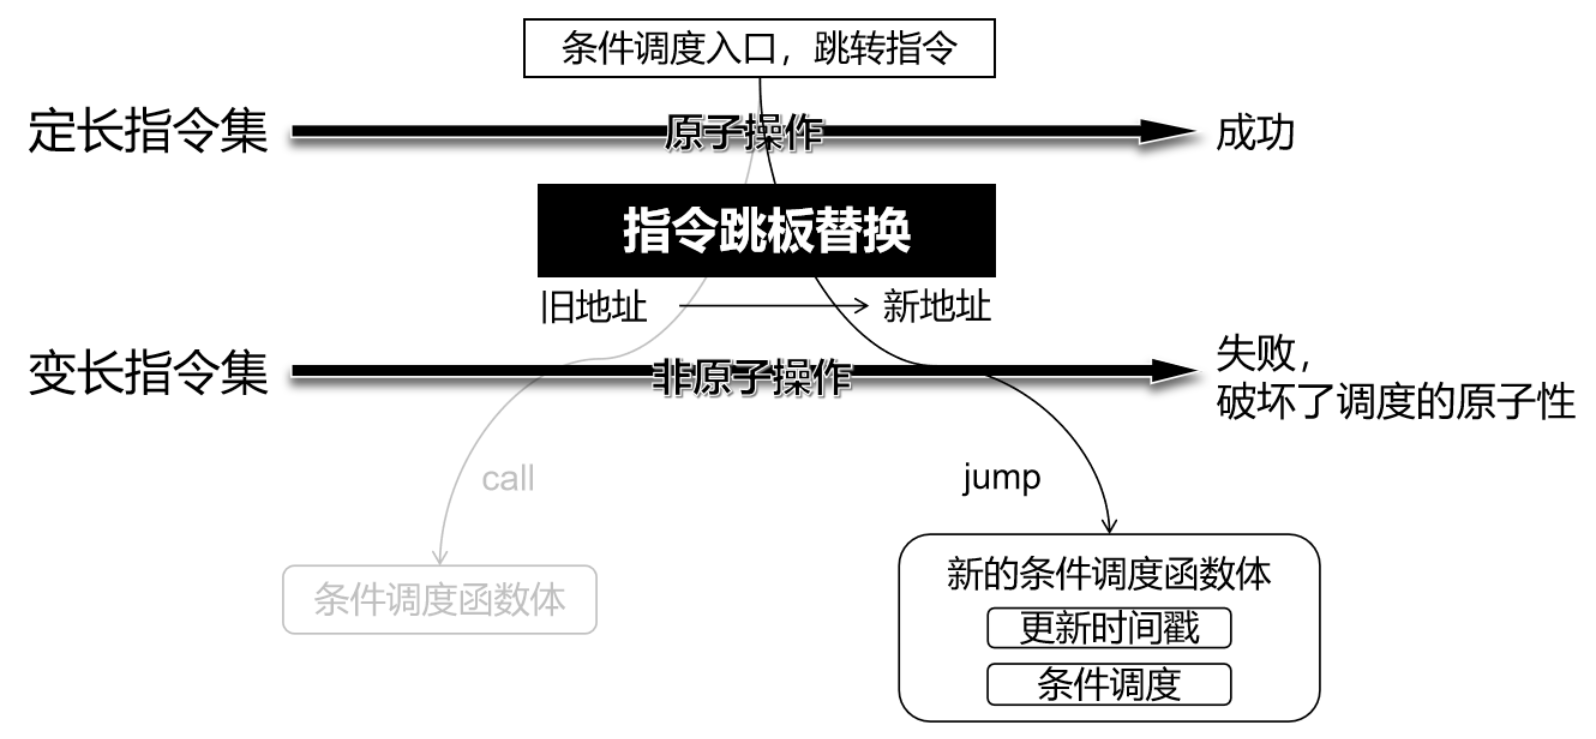 条件调度入口，跳转指令
定长指令集
原子操作
成功
指令跳板替换
旧地址
新地址
变长指令集
非原子操作
失败，
破坏了调度的原子性
call
jump
条件调度函数体
新的条件调度函数体
更新时间戳
条件调度